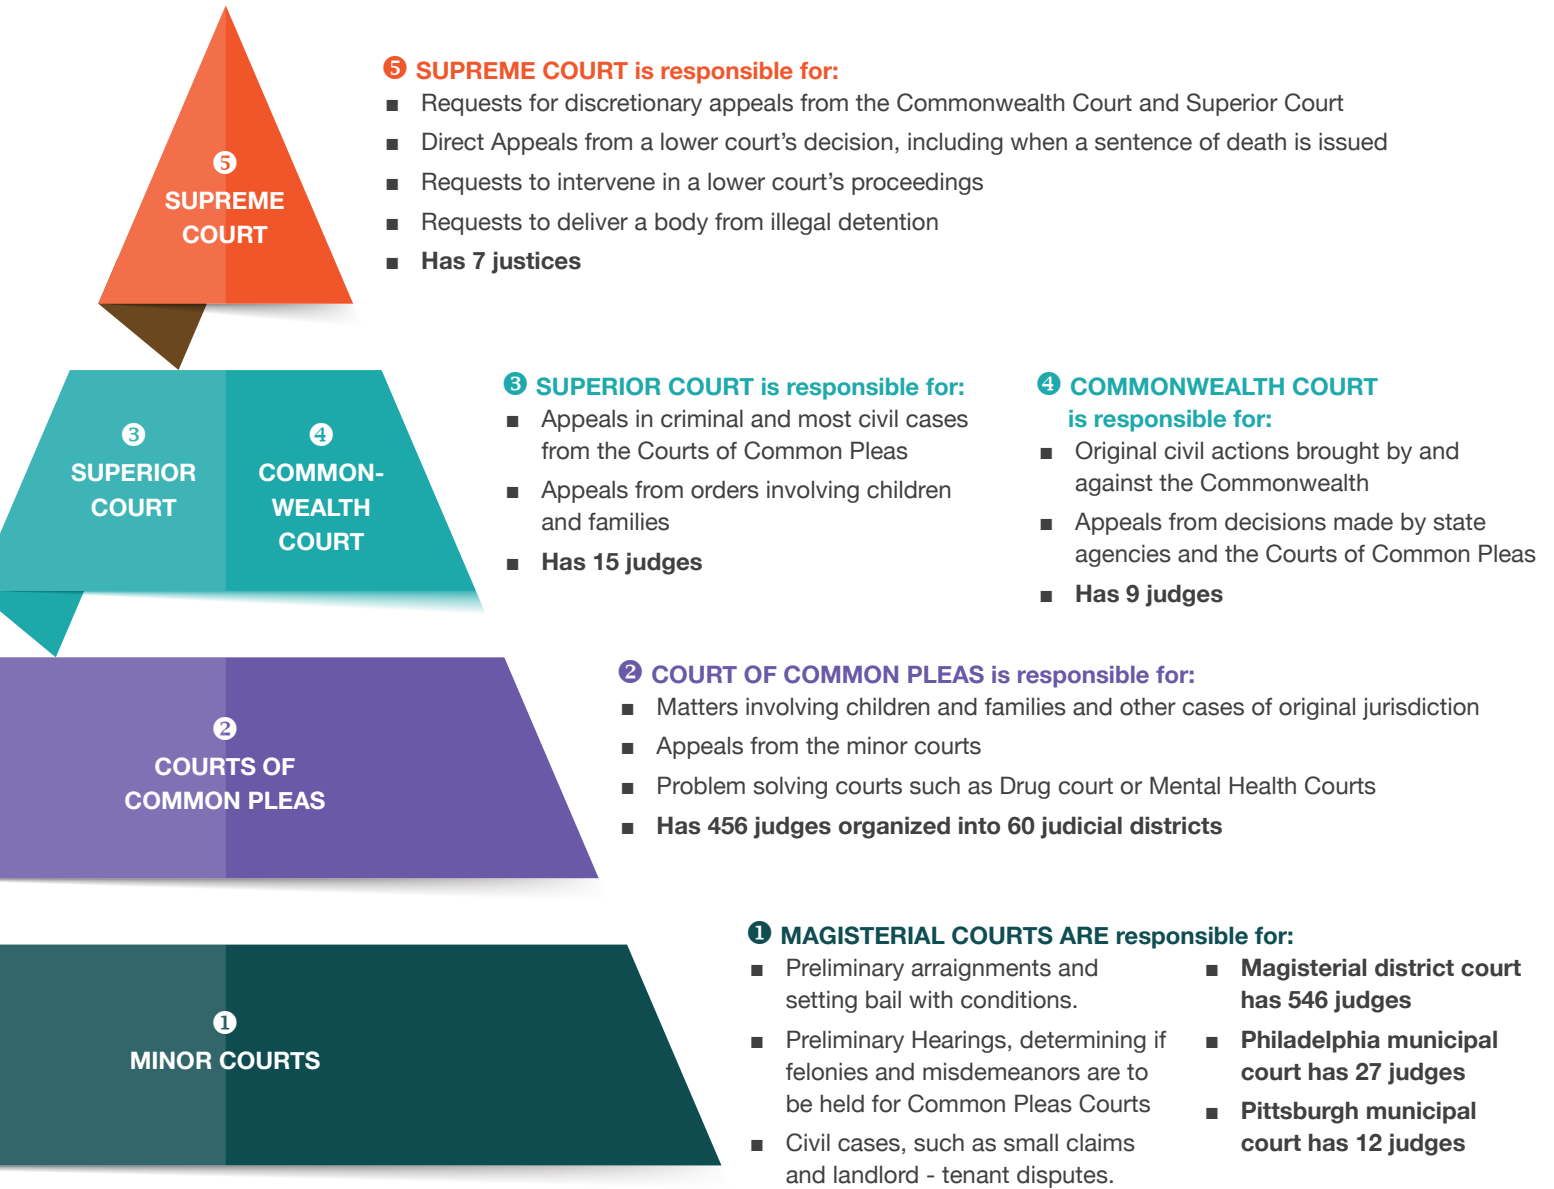 ❺
SUPREME
COURT
❺ SUPREME COURT is responsible for:
■ Requests for discretionary appeals from the Commonwealth Court and Superior Court
■ Direct Appeals from a lower court’s decision, including when a sentence of death is issued
■ Requests to intervene in a lower court’s proceedings
■ Requests to deliver a body from illegal detention
■ Has 7 justices
❸
SUPERIOR
COURT
❹
COMMON-
WEALTH
COURT
❸ SUPERIOR COURT is responsible for:
■ Appeals in criminal and most civil cases
from the Courts of Common Pleas
■ Appeals from orders involving children
and families
■ Has 15 judges
❹ COMMONWEALTH COURT
is responsible for:
■ Original civil actions brought by and
against the Commonwealth
■ Appeals from decisions made by state
agencies and the Courts of Common Pleas
■ Has 9 judges
❷
COURTS OF
COMMON PLEAS
❷ COURT OF COMMON PLEAS is responsible for:
■ Matters involving children and families and other cases of original jurisdiction
■ Appeals from the minor courts
■ Problem solving courts such as Drug court or Mental Health Courts
■ Has 456 judges organized into 60 judicial districts
❶
MINOR COURTS
❶ MAGISTERIAL COURTS ARE responsible for:
■ Preliminary arraignments and
setting bail with conditions.
■ Preliminary Hearings, determining if
felonies and misdemeanors are to
be held for Common Pleas Courts
■ Civil cases, such as small claims
and landlord - tenant disputes.
■ Magisterial district court
has 546 judges
■ Philadelphia municipal
court has 27 judges
■ Pittsburgh municipal
court has 12 judges